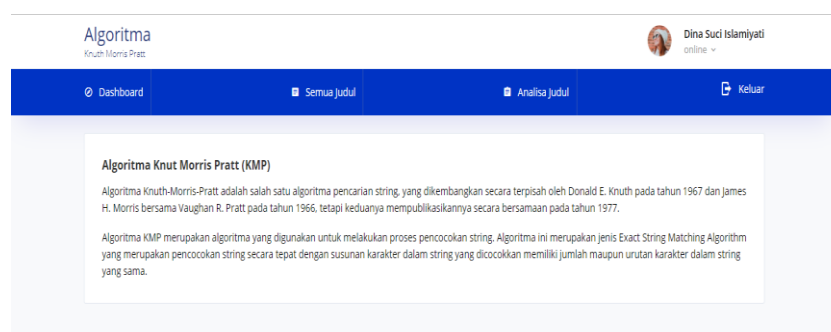 Algoritma
Knuth Morris Pratt
Dina Suci Islamiyati
online
Dashboard
Semua Judul
Analisa Judul
Keluar
Algoritma Knut Morris Pratt (KMP)
Algoritma Knuth-Morris-Pratt adalah salah satu algoritma pencarian string, yang dikembangkan secara terpisah oleh Donald E. Knuth pada tahun 1967 dan James
H. Morris bersama Vaughan R. Pratt pada tahun 1966, tetapi keduanya mempublikasikannya secara bersamaan pada tahun 1977.
Algoritma KMP merupakan algoritma yang digunakan untuk melakukan proses pencocokan string. Algoritma ini merupakan jenis Exact String Matching Algorithm
yang merupakan pencocokan string secara tepat dengan susunan karakter dalam string yang dicocokkan memiliki jumlah maupun urutan karakter dalam string
yang sama.